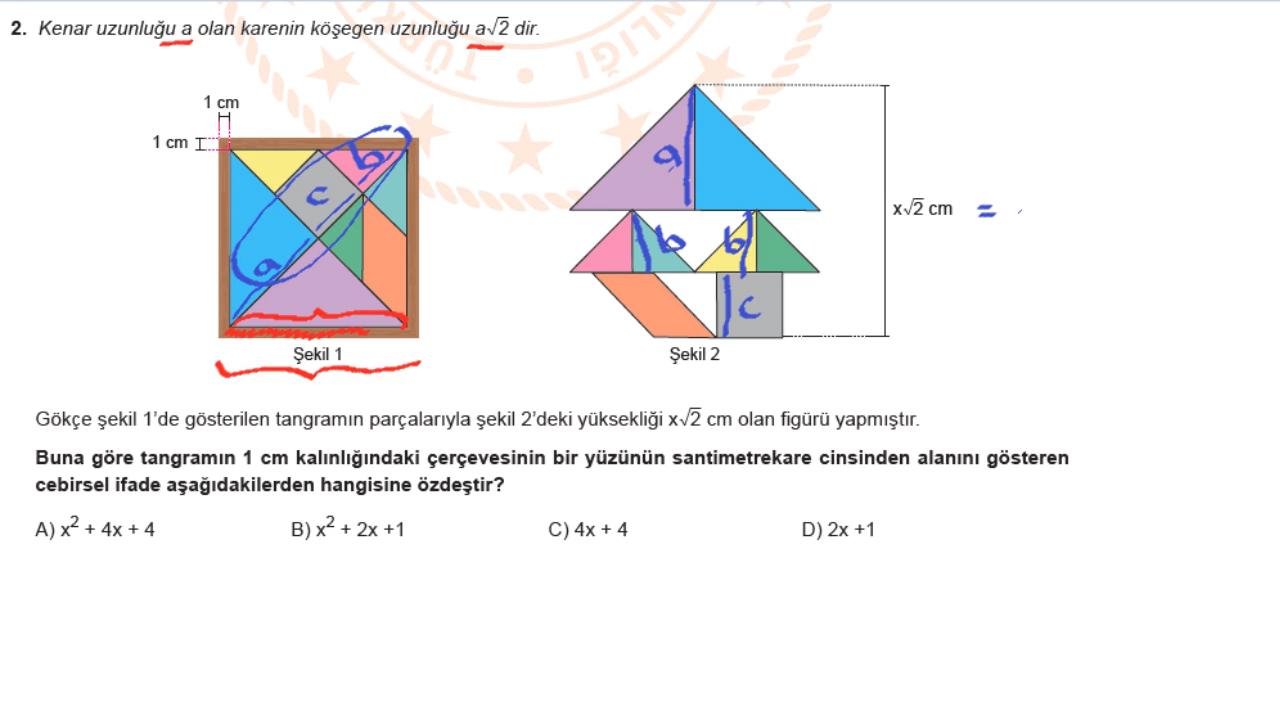 2. Kenar uzunluğu a olan karenin köşegen uzunluğu a√2 dir.
TÜRK
NLIĞI
1 cm
1 cm
b
c
a
Şekil 1
a
b
b
c
x√2 cm =
Şekil 2
Gökçe şekil 1'de gösterilen tangramın parçalarıyla şekil 2'deki yüksekliği x√2 cm olan figürü yapmıştır.
Buna göre tangramın 1 cm kalınlığındaki çerçevesinin bir yüzünün santimetrekare cinsinden alanını gösteren
cebirsel ifade aşağıdakilerden hangisine özdeştir?
A) x² + 4x + 4 B) x² + 2x +1 C) 4x + 4 D) 2x +1